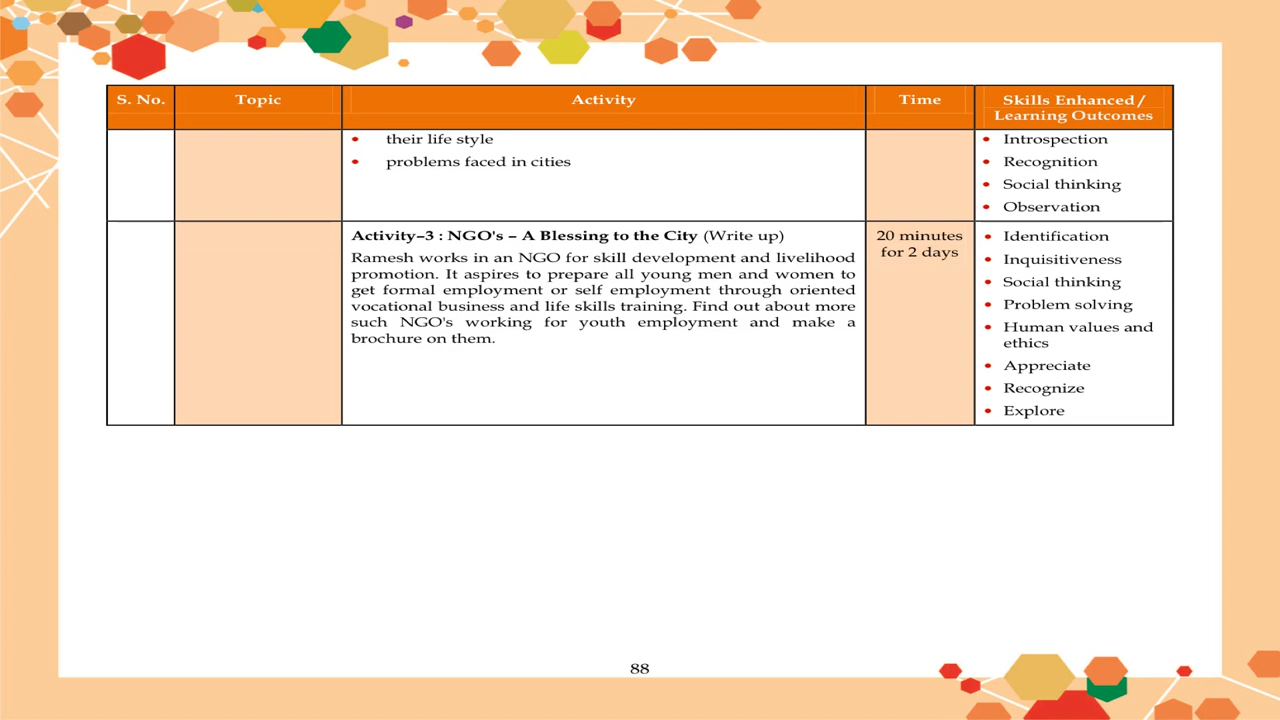 S. No.
Topic
Activity
Time
Skills Enhanced /
Learning Outcomes
• their life style
• problems faced in cities
• Introspection
• Recognition
• Social thinking
• Observation
Activity–3 : NGO's – A Blessing to the City (Write up)
Ramesh works in an NGO for skill development and livelihood
promotion. It aspires to prepare all young men and women to
get formal employment or self employment through oriented
vocational business and life skills training. Find out about more
such NGO's working for youth employment and make a
brochure on them.
20 minutes
for 2 days
• Identification
• Inquisitiveness
• Social thinking
• Problem solving
• Human values and
ethics
• Appreciate
• Recognize
• Explore
88